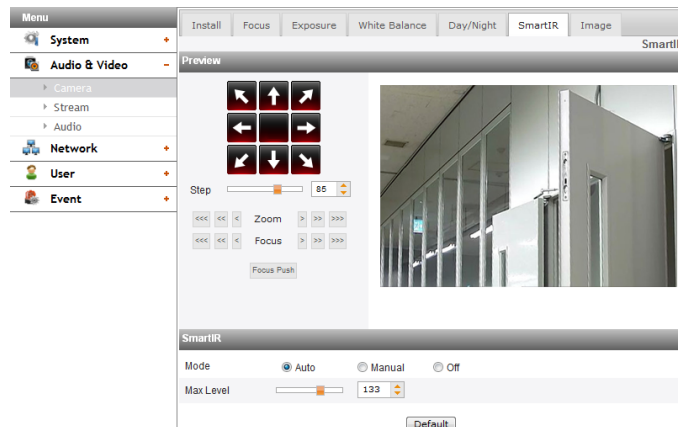 Menu
System +
Audio & Video -
Camera
Stream
Audio
Network +
User +
Event +
Install Focus Exposure White Balance Day/Night SmartIR Image
Preview
Step 85
<<< << < Zoom > >> >>>
<<< << < Focus > >> >>>
Focus Push
SmartIR
Mode Auto Manual Off
Max Level 133
Default